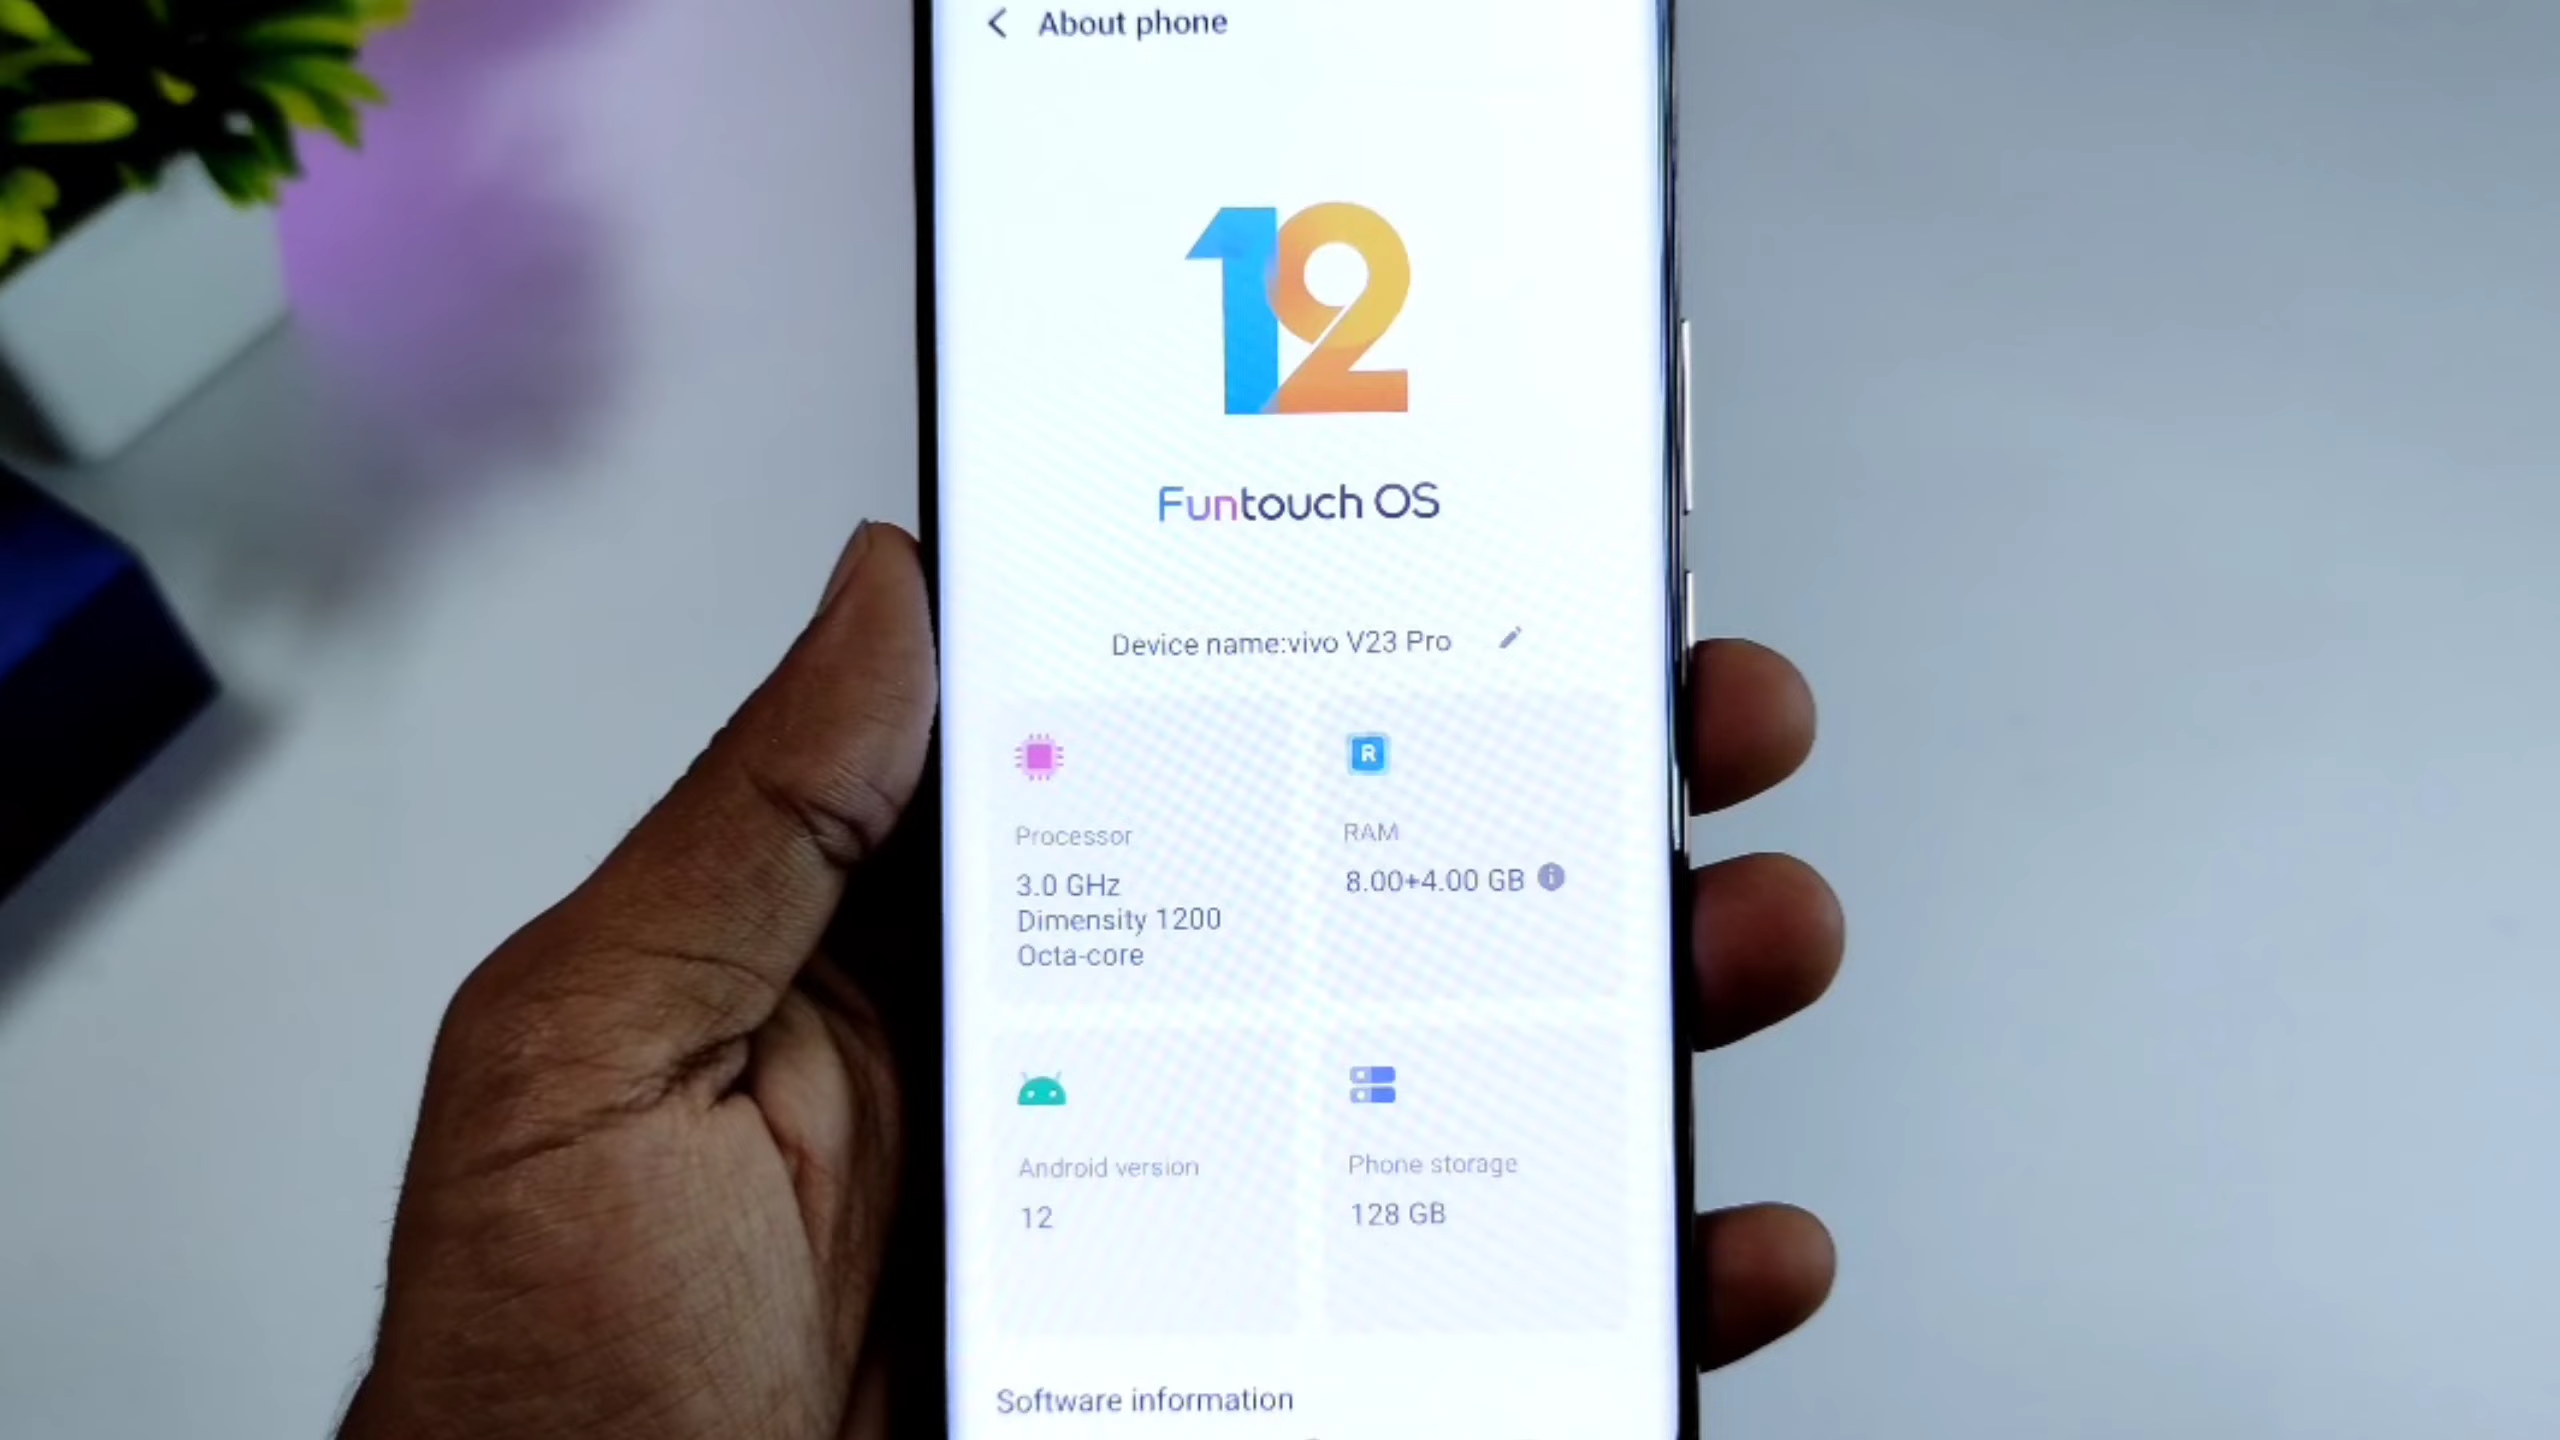 About phone
12
Funtouch OS
Device name:vivo V23 Pro
R
Processor
3.0 GHz
Dimensity 1200
Octa-core
RAM
8.00+4.00 GB
Android version
12
Phone storage
128 GB
Software information